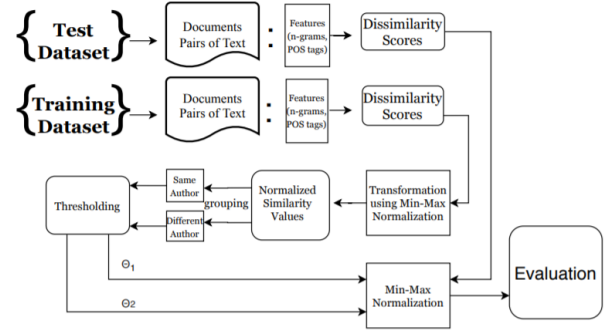 Test
Dataset
Documents
Pairs of Text
:
Features
(n-grams,
POS tags)
Dissimilarity
Scores
Training
Dataset
Documents
Pairs of Text
:
Features
(n-grams,
POS tags)
Dissimilarity
Scores
Thresholding
Same
Author
Different
Author
grouping
Normalized
Similarity
Values
Transformation
using Min-Max
Normalization
Θ1
Θ2
Min-Max
Normalization
Evaluation